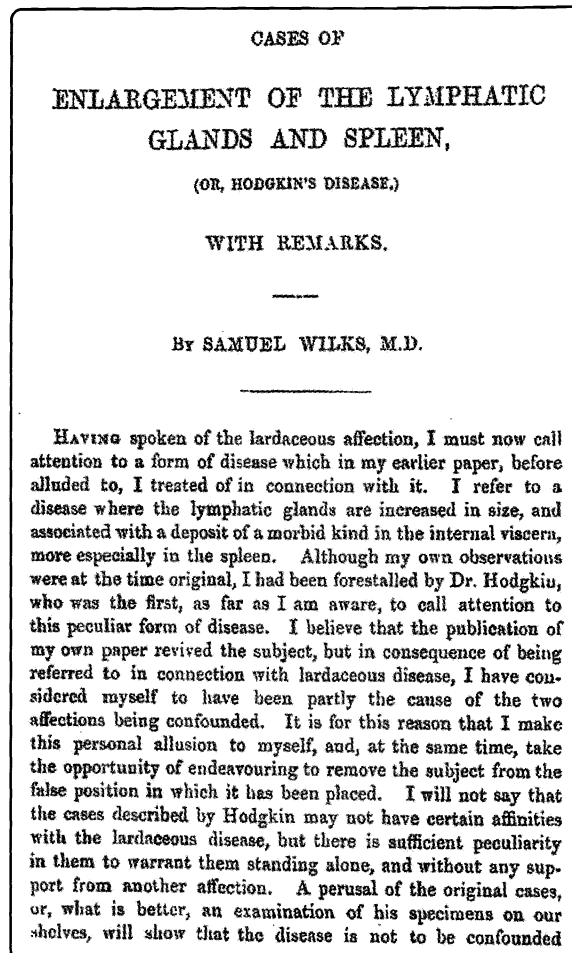 CASES OF
ENLARGEMENT OF THE LYMPHATIC
GLANDS AND SPLEEN,
(OR, HODGKIN'S DISEASE,)
WITH REMARKS.
By SAMUEL WILKS, M.D.
HAVING spoken of the lardaceous affection, I must now call
attention to a form of disease which in my earlier paper, before
alluded to, I treated of in connection with it. I refer to a
disease where the lymphatic glands are increased in size, and
associated with a deposit of a morbid kind in the internal viscera,
more especially in the spleen. Although my own observations
were at the time original, I had been forestalled by Dr. Hodgkin,
who was the first, as far as I am aware, to call attention to
this peculiar form of disease. I believe that the publication of
my own paper revived the subject, but in consequence of being
referred to in connection with lardaceous disease, I have con-
sidered myself to have been partly the cause of the two
affections being confounded. It is for this reason that I make
this personal allusion to myself, and, at the same time, take
the opportunity of endeavouring to remove the subject from the
false position in which it has been placed. I will not say that
the cases described by Hodgkin may not have certain affinities
with the lardaceous disease, but there is sufficient peculiarity
in them to warrant them standing alone, and without any sup-
port from another affection. A perusal of the original cases,
or, what is better, an examination of his specimens on our
shelves, will show that the disease is not to be confounded